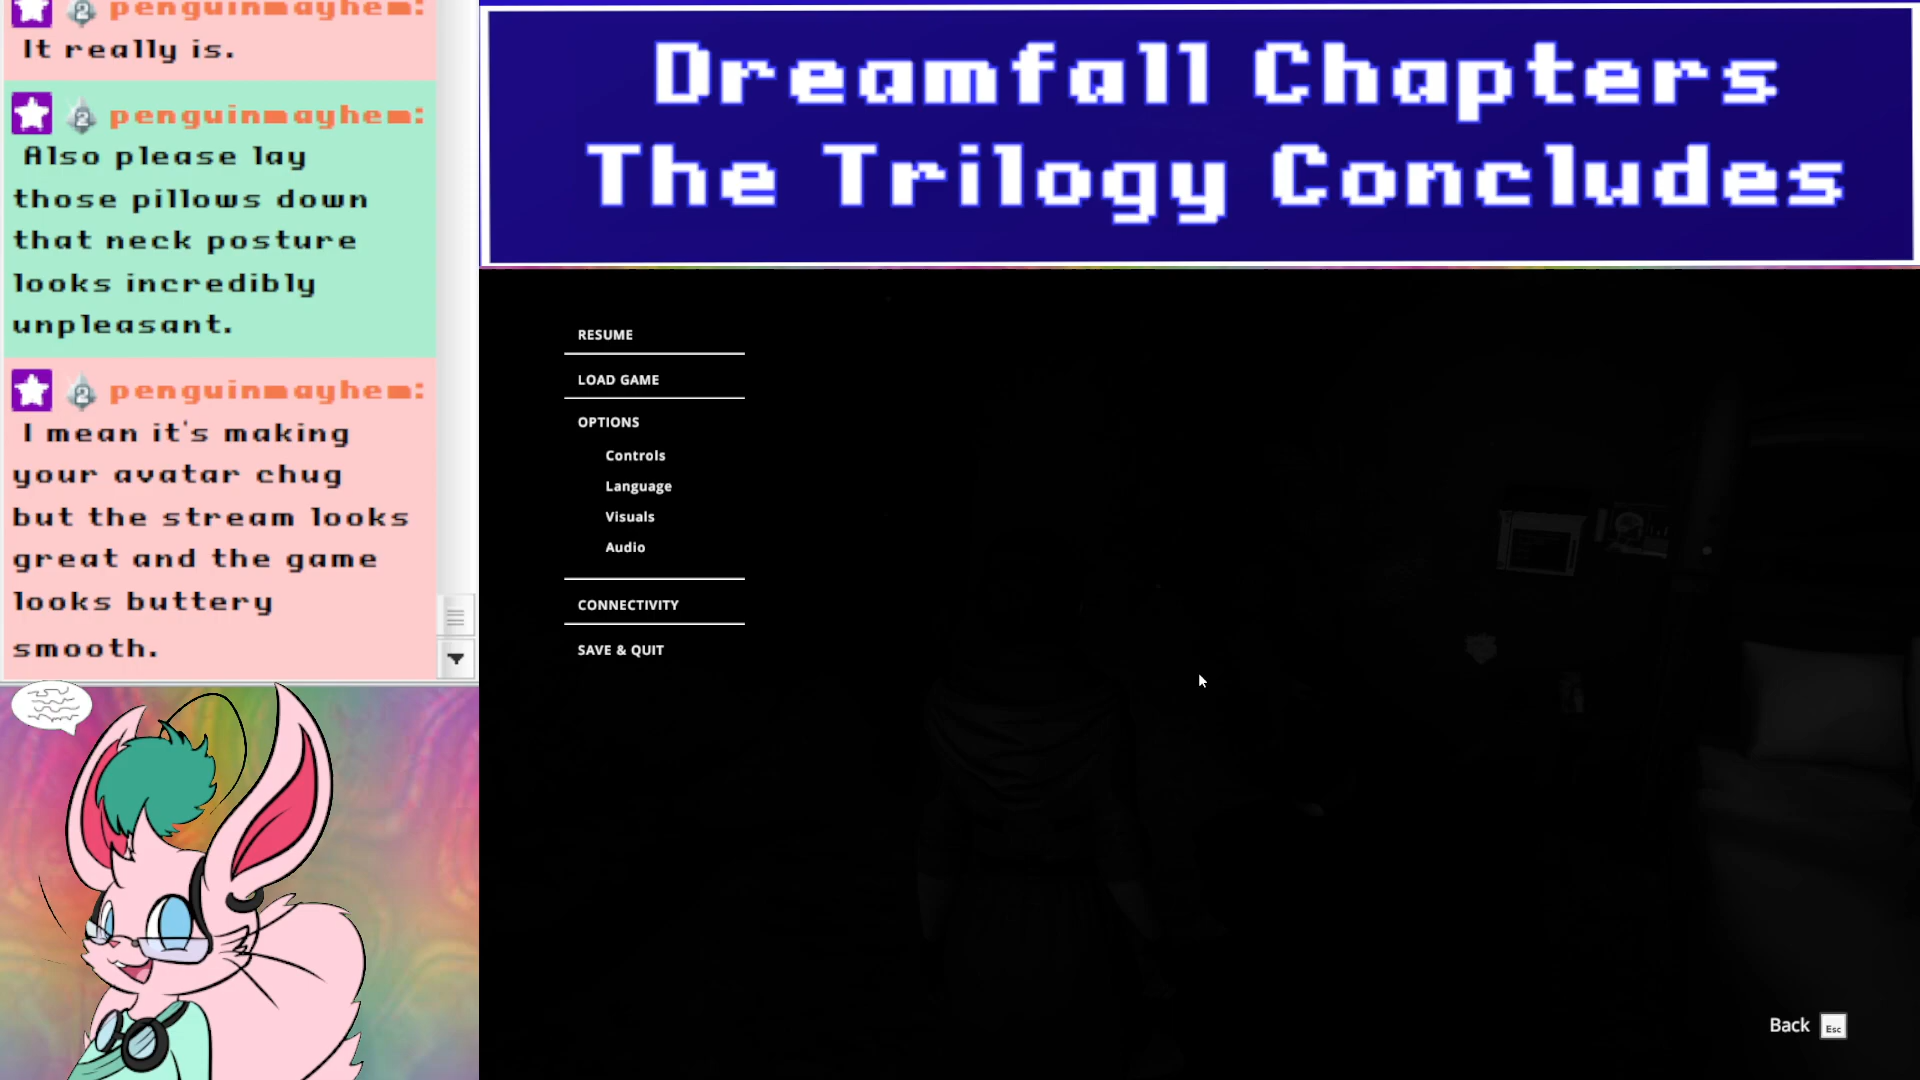 penguinmayhem:
It really is.
2 penguinmayhem:
Also please lay
those pillows down
that neck posture
looks incredibly
unpleasant.
2 penguinmayhem:
I mean it's making
your avatar chug
but the stream looks
great and the game
looks buttery
smooth.
Dreamfall Chapters
The Trilogy Concludes
RESUME
LOAD GAME
OPTIONS
Controls
Language
Visuals
Audio
CONNECTIVITY
SAVE & QUIT
Back Esc